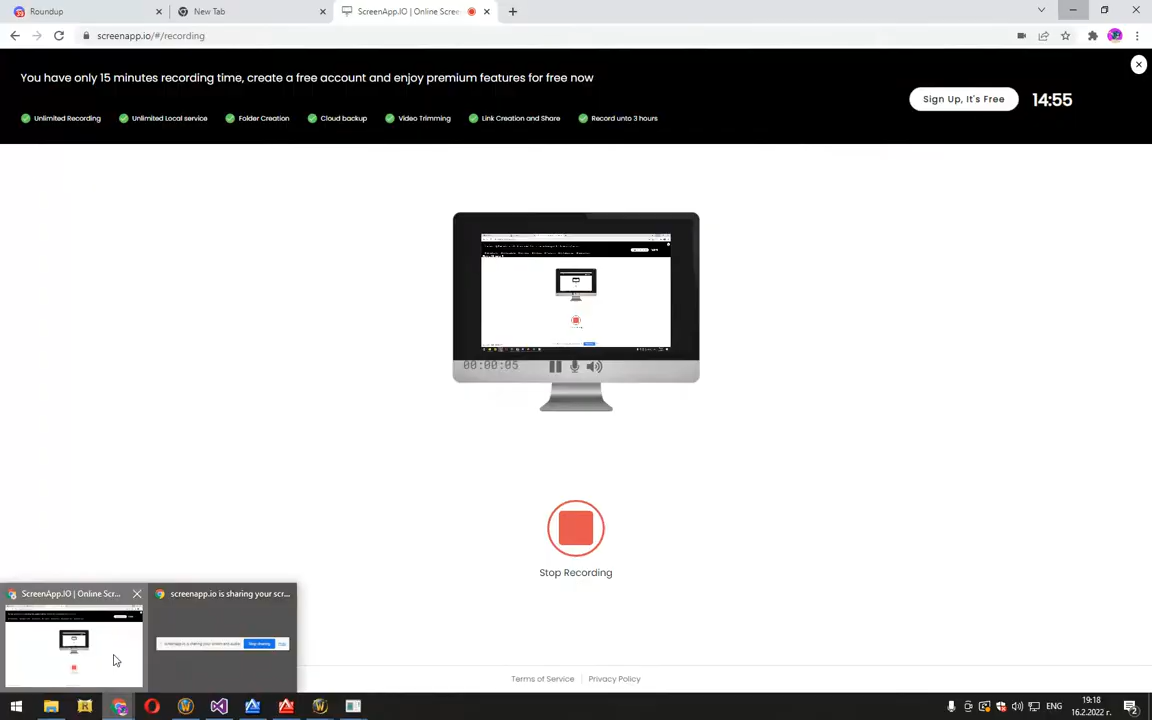 Roundup
New Tab
ScreenApp.IO | Online Scree
screenapp.io/#/recording
You have only 15 minutes recording time, create a free account and enjoy premium features for free now
Sign Up, It's Free
14:55
Unlimited Recording
Unlimited Local service
Folder Creation
Cloud backup
Video Trimming
Link Creation and Share
Record unto 3 hours
00:00:05
Stop Recording
ScreenApp.IO | Online Scr...
screenapp.io is sharing your scr...
Stop sharing
Terms of Service
Privacy Policy
ENG
19:18
16.2.2022 г.
2